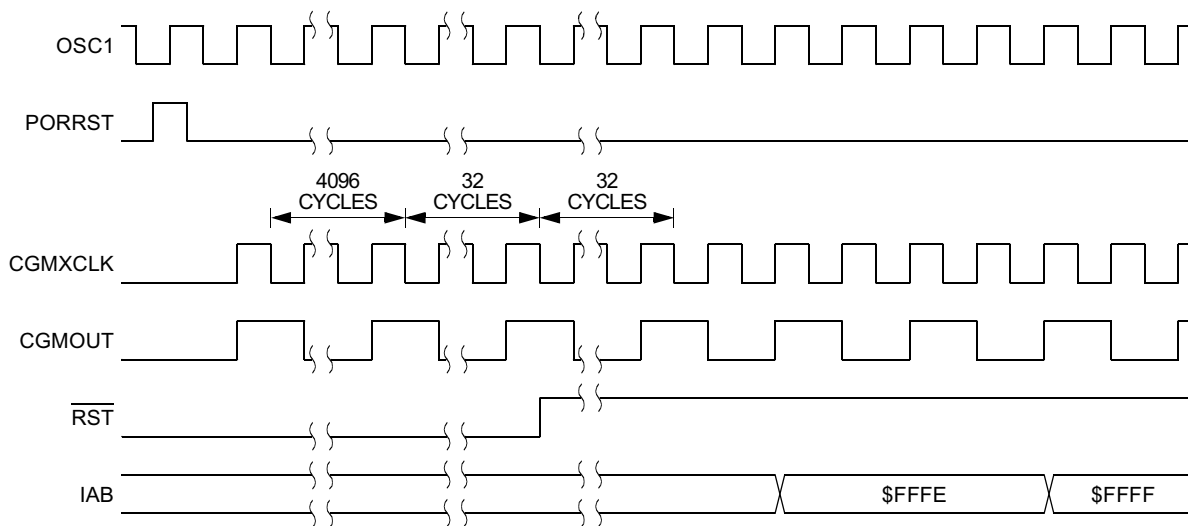 OSC1
PORRST
4096
CYCLES
32
CYCLES
32
CYCLES
CGMXCLK
CGMOUT
RST
IAB
$FFFE
$FFFF